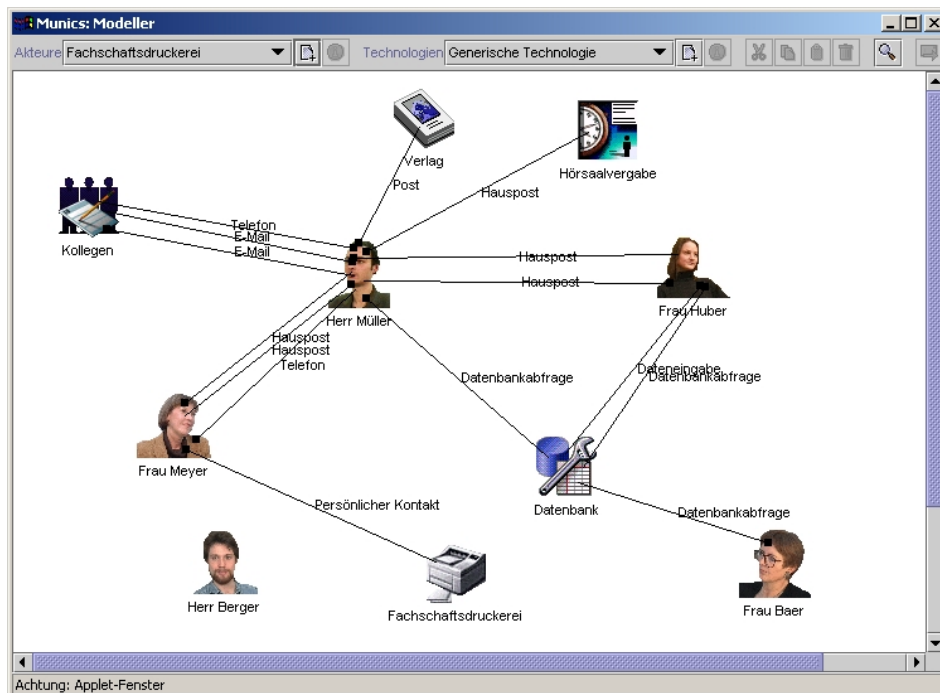 Munics: Modeller
Akteure Fachschaftsdruckerei Technologien Generische Technologie
Verlag
Hörsaalvergabe
Post
Hauspost
Kollegen
Telefon
E-Mail
E-Mail
Hauspost
Hauspost
Herr Müller
Frau Huber
Hauspost
Hauspost
Telefon
Datenbankabfrage
Dateneingabe
Datenbankabfrage
Frau Meyer
Persönlicher Kontakt
Datenbank
Datenbankabfrage
Herr Berger
Fachschaftsdruckerei
Frau Baer
Achtung: Applet-Fenster